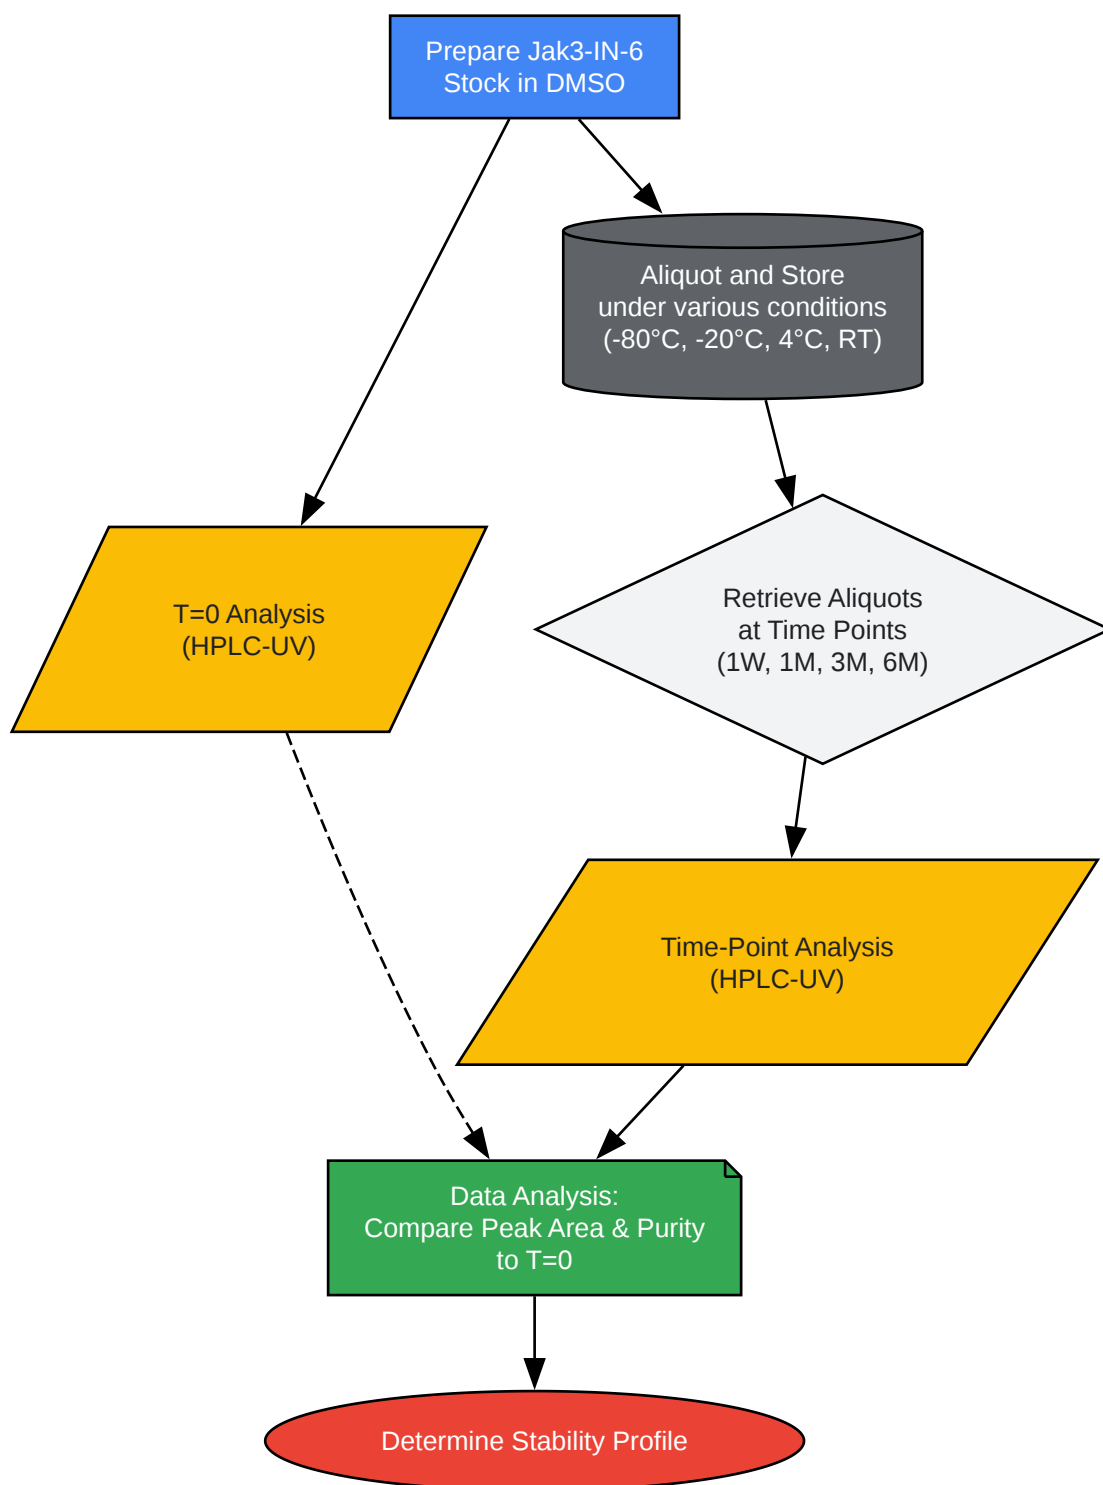 Prepare Jak3-IN-6
Stock in DMSO
Aliquot and Store
under various conditions
(-80°C, -20°C, 4°C, RT)
T=0 Analysis
(HPLC-UV)
Retrieve Aliquots
at Time Points
(1W, 1M, 3M, 6M)
Time-Point Analysis
(HPLC-UV)
Data Analysis:
Compare Peak Area & Purity
to T=0
Determine Stability Profile